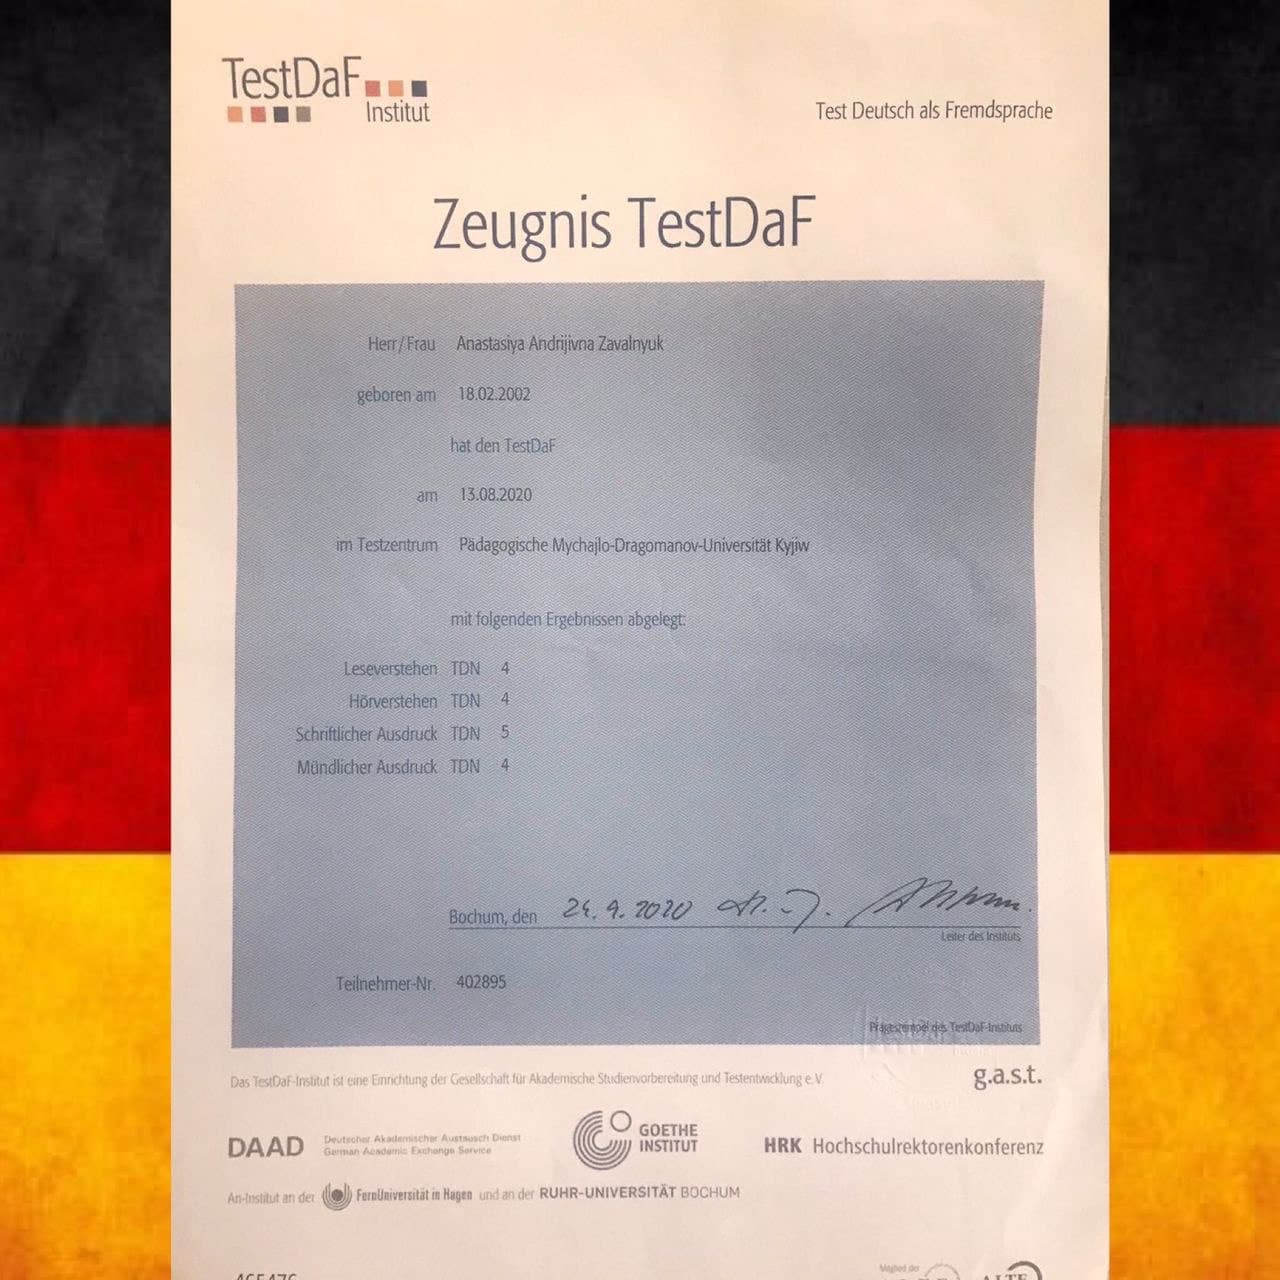 TestDaF
Institut
Test Deutsch als Fremdsprache
Zeugnis TestDaF
Herr/Frau Anastasiya Andrijivna Zavalnyuk
geboren am 18.02.2002
hat den TestDaF
am 13.08.2020
im Testzentrum Pädagogische Mychajlo-Dragomanov-Universität Kyjiw
mit folgenden Ergebnissen abgelegt:
Leseverstehen TDN 4
Hörverstehen TDN 4
Schriftlicher Ausdruck TDN 5
Mündlicher Ausdruck TDN 4
Bochum, den 24.9.2020
Leiter des Instituts
Teilnehmer-Nr. 402895
Prägestempel des TestDaF-Instituts
Das TestDaF-Institut ist eine Einrichtung der Gesellschaft für Akademische Studienvorbereitung und Testentwicklung e.V.
g.a.s.t.
DAAD Deutscher Akademischer Austausch Dienst
German Academic Exchange Service
GOETHE
INSTITUT
HRK Hochschulrektorenkonferenz
An-Institut an der FernUniversität in Hagen und an der RUHR-UNIVERSITÄT BOCHUM
Mitglied der
ALTE